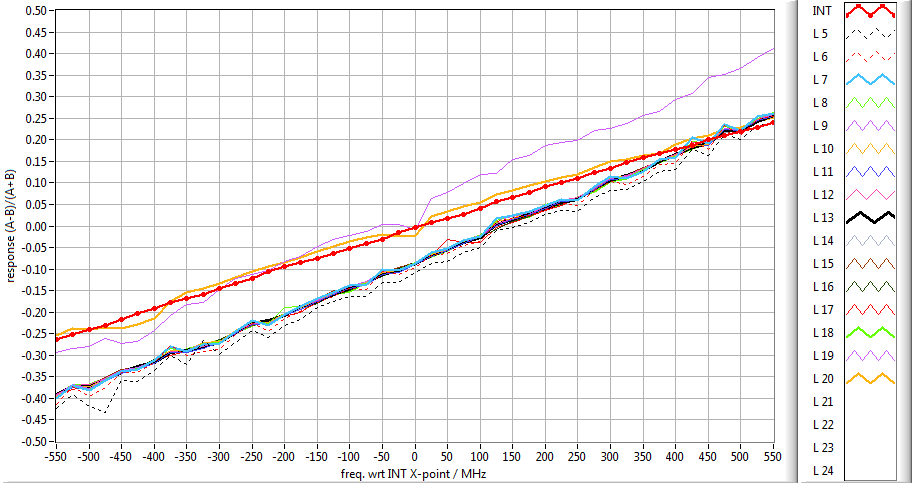 0.50
0.45
0.40
0.35
0.30
0.25
0.20
0.15
0.10
0.05
0.00
-0.05
-0.10
-0.15
-0.20
-0.25
-0.30
-0.35
-0.40
-0.45
-0.50
response (A-B)/(A+B)
-550 -500 -450 -400 -350 -300 -250 -200 -150 -100 -50 0 50 100 150 200 250 300 350 400 450 500 550
freq. wrt INT X-point / MHz
INT
L 5
L 6
L 7
L 8
L 9
L 10
L 11
L 12
L 13
L 14
L 15
L 16
L 17
L 18
L 19
L 20
L 21
L 22
L 23
L 24